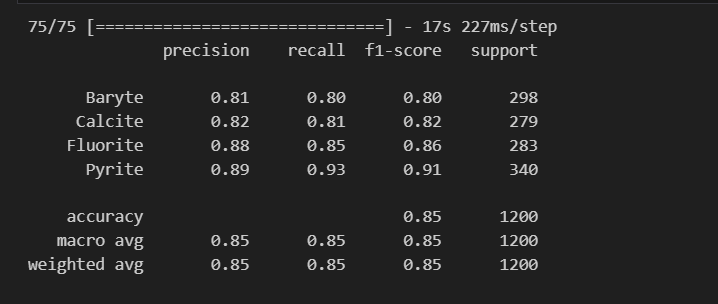 75/75 [==============================] - 17s 227ms/step
              precision    recall  f1-score   support

      Baryte       0.81      0.80      0.80       298
     Calcite       0.82      0.81      0.82       279
    Fluorite       0.88      0.85      0.86       283
      Pyrite       0.89      0.93      0.91       340

    accuracy                           0.85      1200
   macro avg       0.85      0.85      0.85      1200
weighted avg       0.85      0.85      0.85      1200